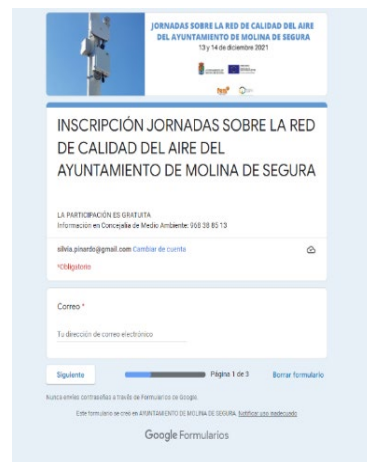 JORNADAS SOBRE LA RED DE CALIDAD DEL AIRE
DEL AYUNTAMIENTO DE MOLINA DE SEGURA
13 y 14 de diciembre 2021
INSCRIPCIÓN JORNADAS SOBRE LA RED
DE CALIDAD DEL AIRE DEL
AYUNTAMIENTO DE MOLINA DE SEGURA
LA PARTICIPACIÓN ES GRATUITA
Información en Concejalía de Medio Ambiente: 968 38 85 13
silvia.pinardo@gmail.com Cambiar de cuenta
*Obligatorio
Correo *
Tu dirección de correo electrónico
Siguiente
Página 1 de 3
Borrar formulario
Nunca envíes contraseñas a través de Formularios de Google.
Este formulario se creó en AYUNTAMIENTO DE MOLINA DE SEGURA. Notificar uso inadecuado
Google Formularios